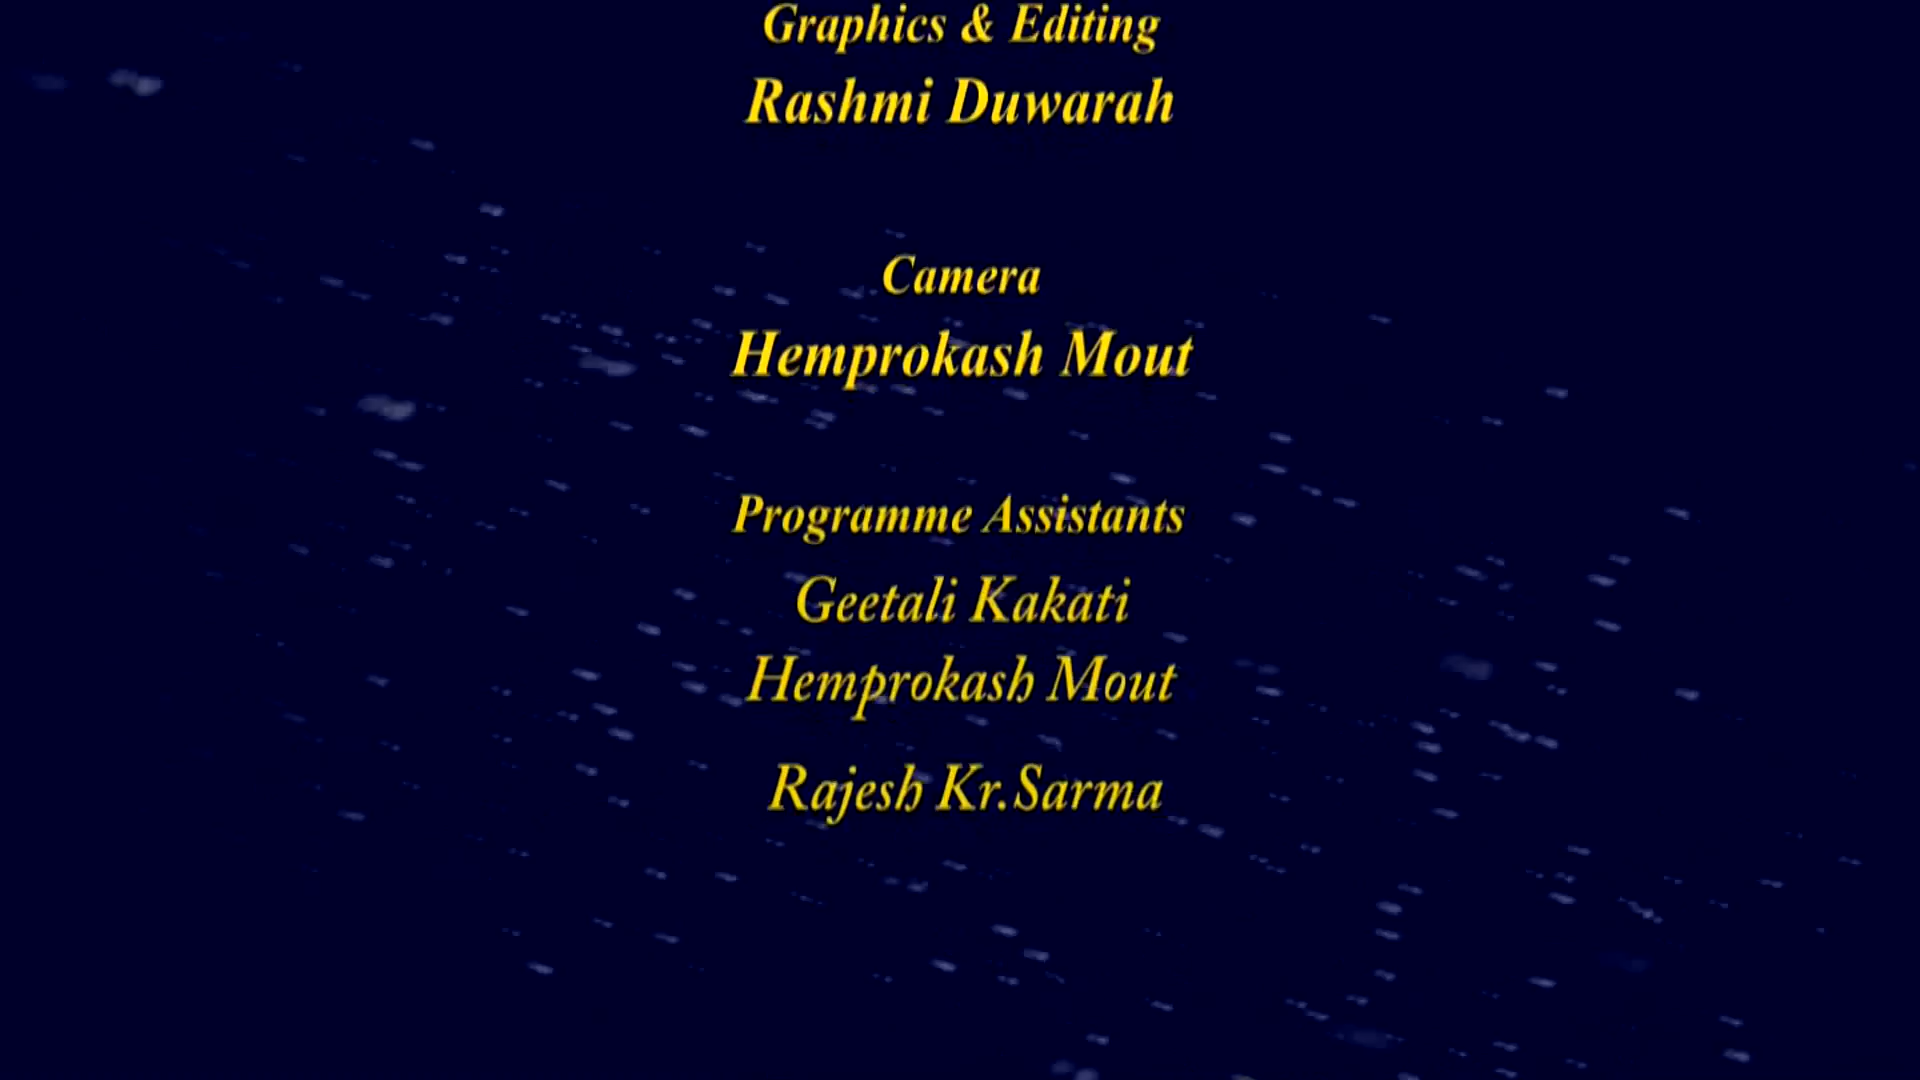 Graphics & Editing
Rashmi Duwarah
Camera
Hemprokash Mout
Programme Assistants
Geetali Kakati
Hemprokash Mout
Rajesh Kr.Sarma